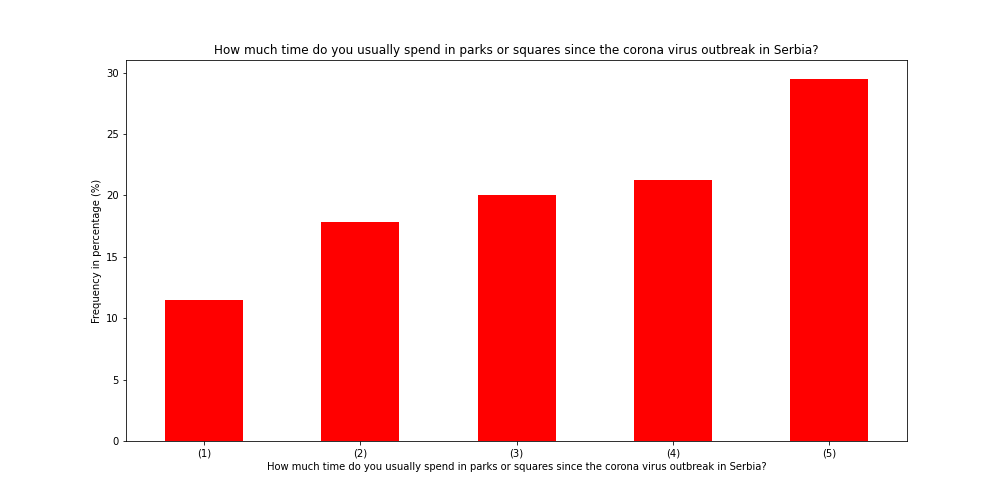 How much time do you usually spend in parks or squares since the corona virus outbreak in Serbia?
30
25
20
15
10
5
0
Frequency in percentage (%)
(1) (2) (3) (4) (5)
How much time do you usually spend in parks or squares since the corona virus outbreak in Serbia?